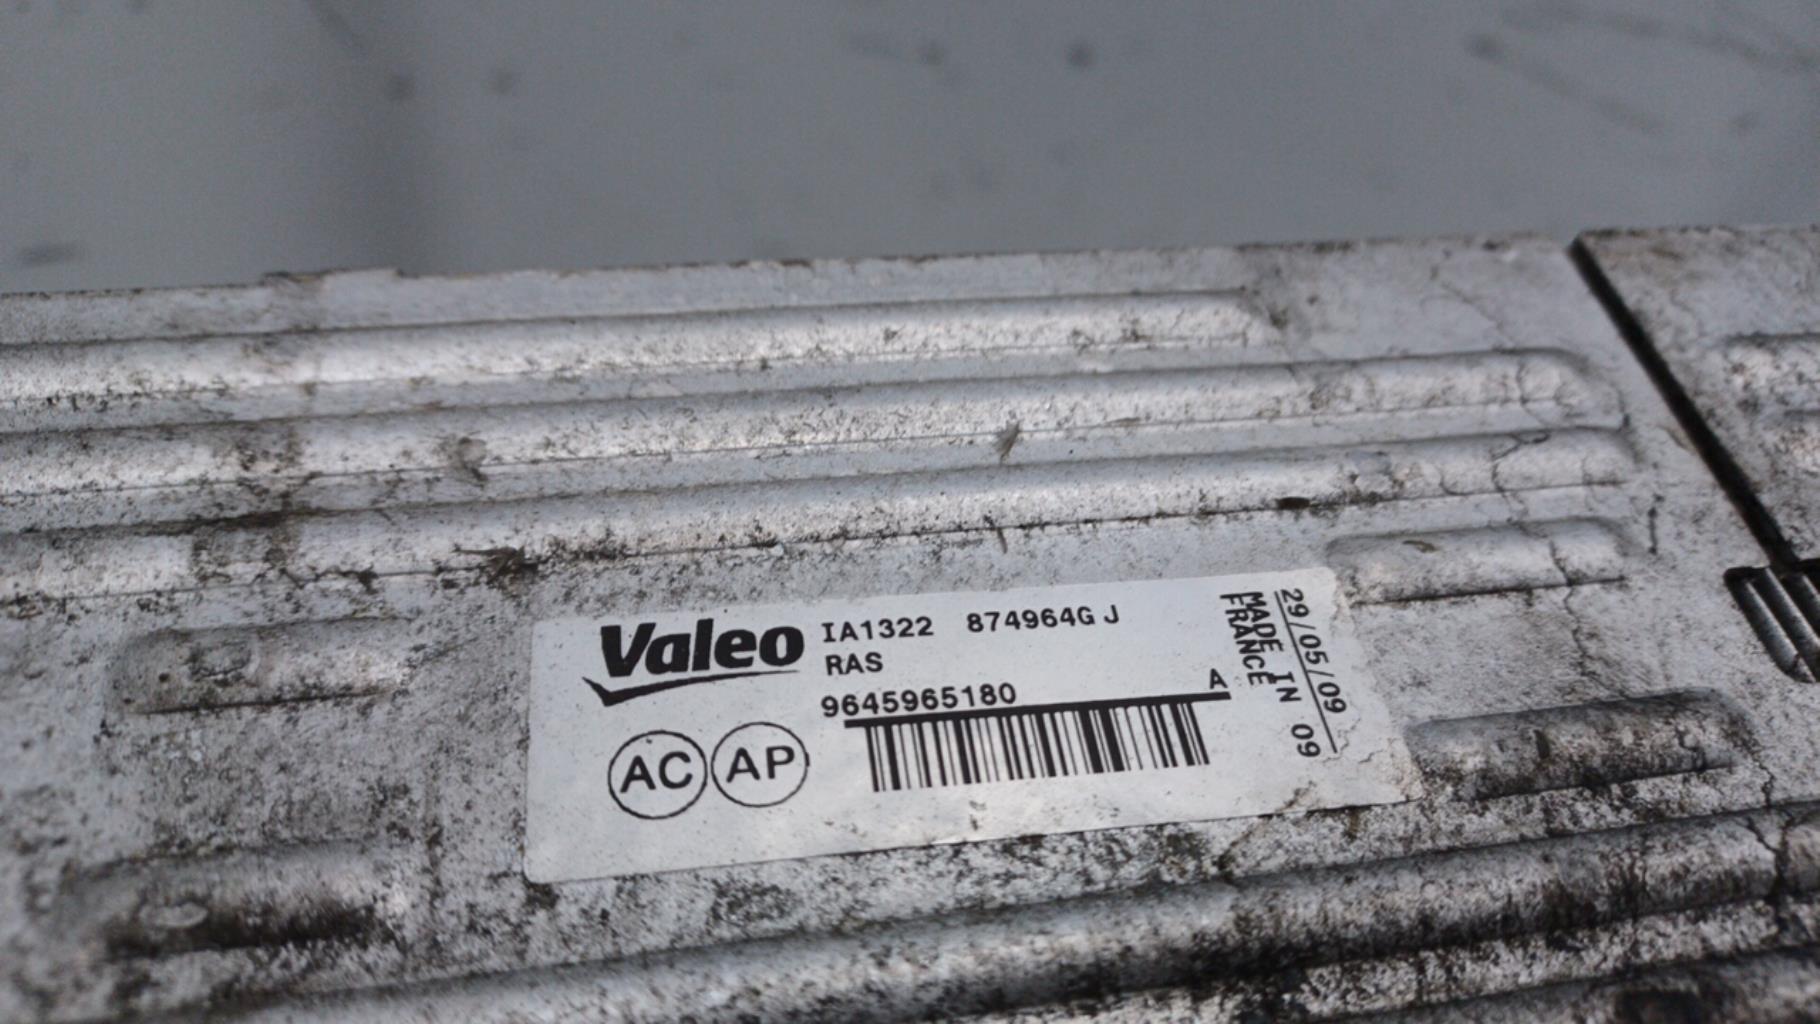 Valeo
IA1322 874964G J
RAS
9645965180 A
AC AP
29/05/09
MADE IN 09
FRANCE